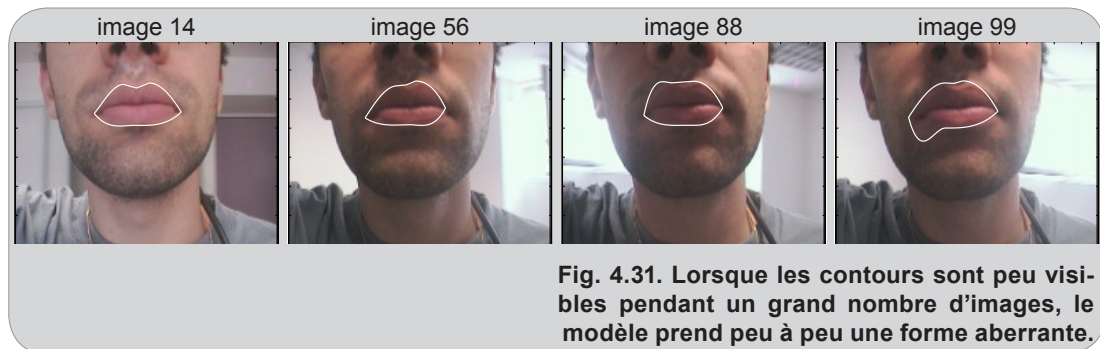 image 14 image 56 image 88 image 99
Fig. 4.31. Lorsque les contours sont peu visi-
bles pendant un grand nombre d'images, le
modèle prend peu à peu une forme aberrante.